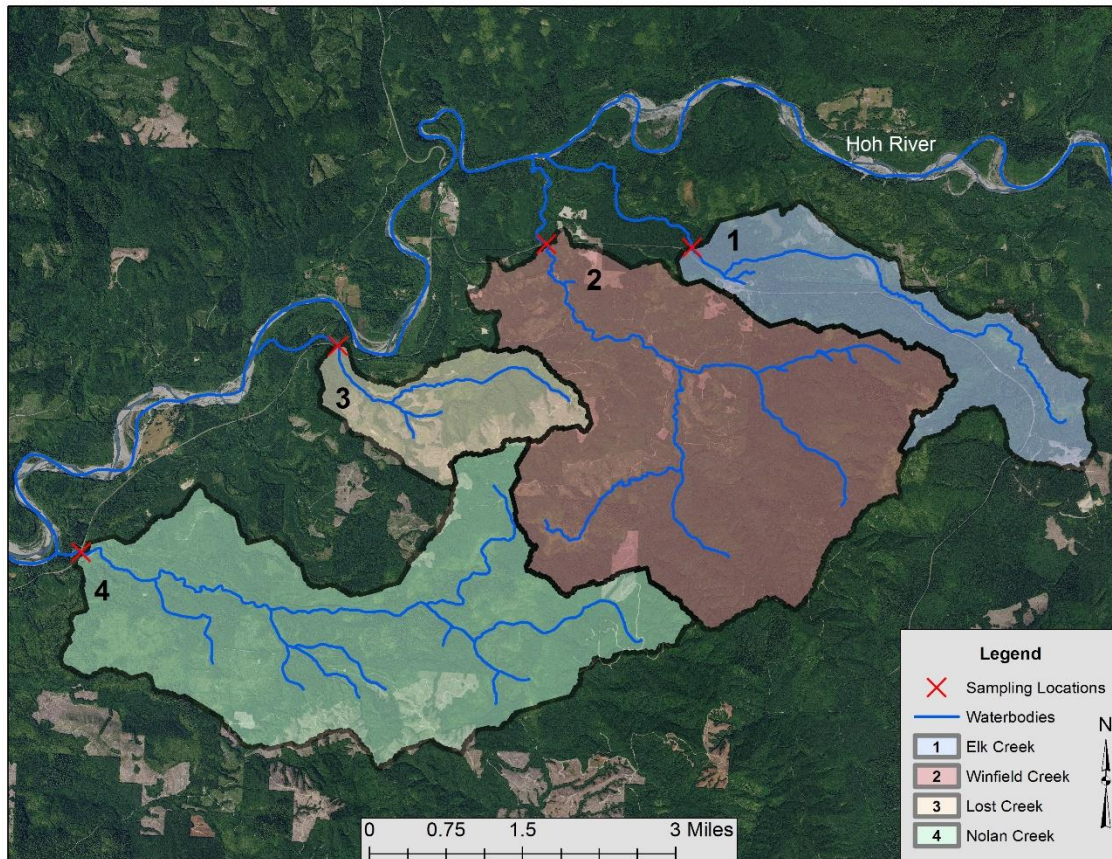 Hoh River
1
2
3
4
Legend
Sampling Locations
Waterbodies
1 Elk Creek
2 Winfield Creek
3 Lost Creek
4 Nolan Creek
N
0 0.75 1.5 3 Miles